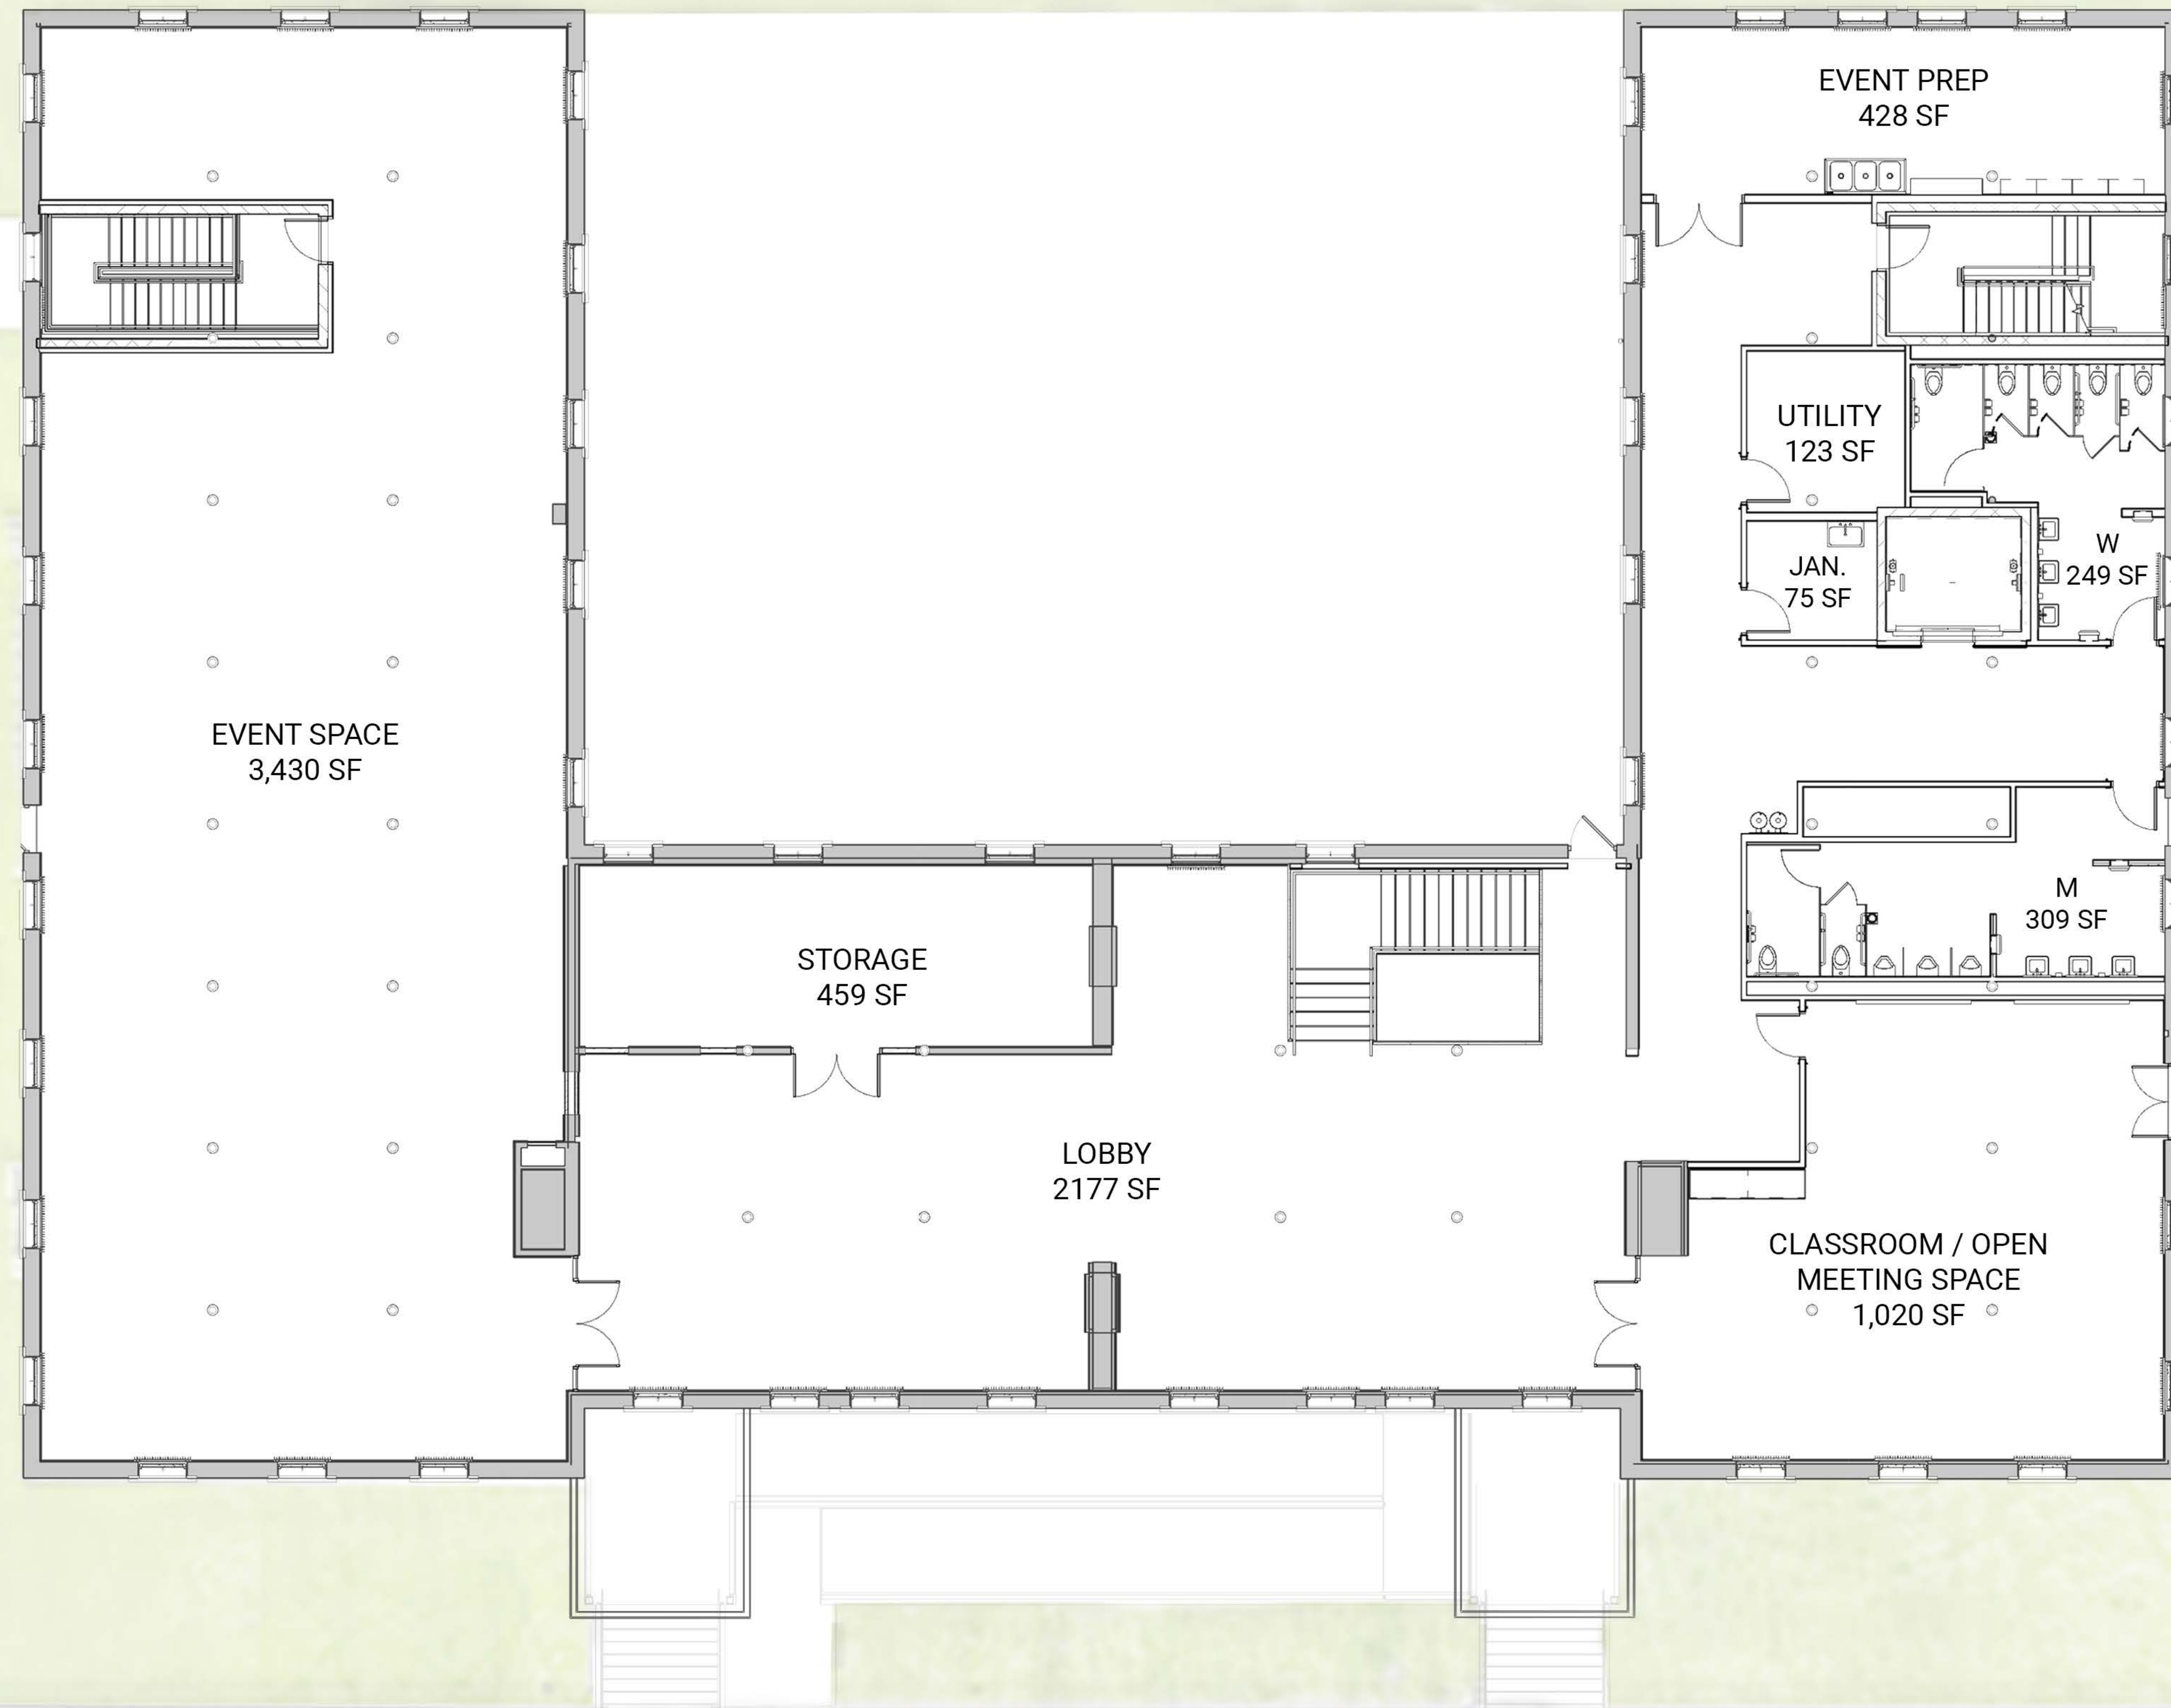 EVENT PREP
428 SF
UTILITY
123 SF
W
249 SF
JAN.
75 SF
EVENT SPACE
3,430 SF
M
309 SF
STORAGE
459 SF
LOBBY
2177 SF
CLASSROOM / OPEN
MEETING SPACE
1,020 SF